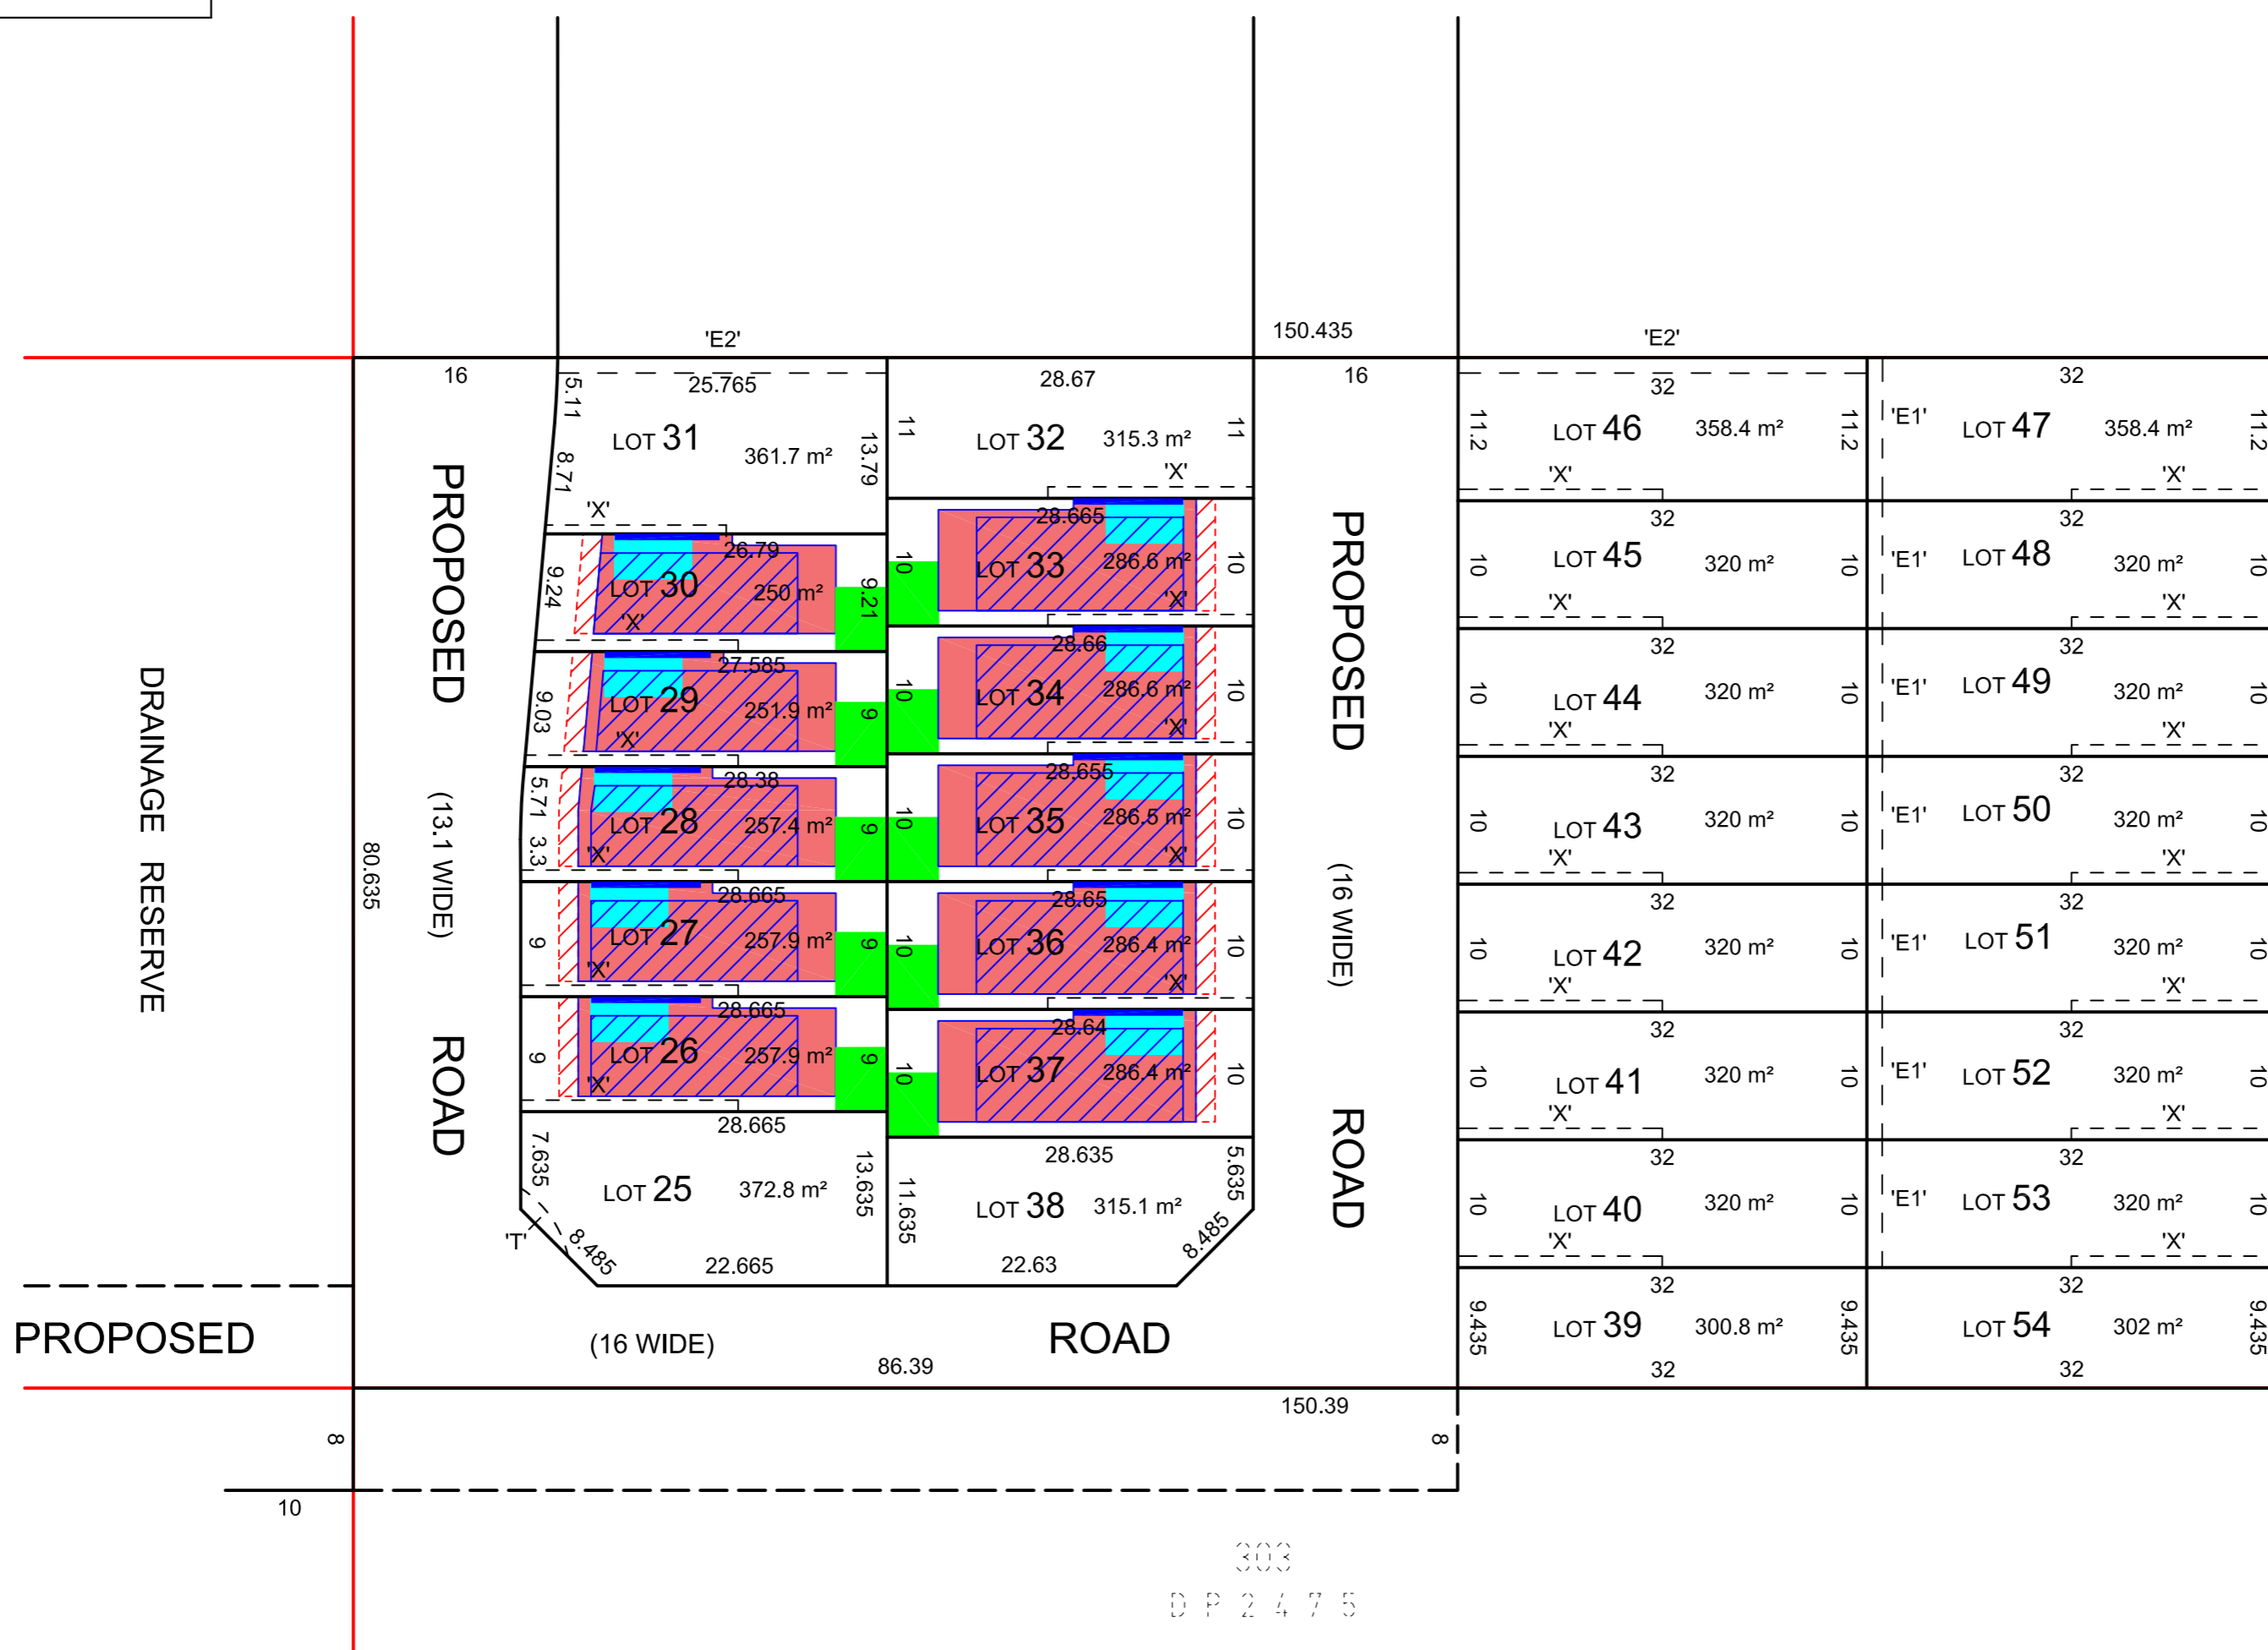 'E2'
150.435
'E2'
16
5.11
25.765
28.67
16
32
32
8.71
LOT 31
361.7 m²
13.79
11
LOT 32
315.3 m²
11
'X'
11.2
LOT 46
358.4 m²
11.2
'X'
'E1'
LOT 47
358.4 m²
11.2
'X'
'X'
26.79
9.24
LOT 30
250 m²
9.21
'X'
28.665
10
LOT 33
286.6 m²
10
'X'
32
10
LOT 45
320 m²
10
'X'
32
'E1'
LOT 48
320 m²
10
'X'
27.585
9.03
LOT 29
251.9 m²
9
'X'
28.66
10
LOT 34
286.6 m²
10
'X'
32
10
LOT 44
320 m²
10
'X'
32
'E1'
LOT 49
320 m²
10
'X'
28.38
5.71
3.3
LOT 28
257.4 m²
9
'X'
28.655
10
LOT 35
286.5 m²
10
'X'
32
10
LOT 43
320 m²
10
'X'
32
'E1'
LOT 50
320 m²
10
'X'
28.665
9
LOT 27
257.9 m²
9
'X'
28.65
10
LOT 36
286.4 m²
10
'X'
32
10
LOT 42
320 m²
10
'X'
32
'E1'
LOT 51
320 m²
10
'X'
28.665
9
LOT 26
257.9 m²
9
'X'
28.64
10
LOT 37
286.4 m²
10
32
10
LOT 41
320 m²
10
'X'
32
'E1'
LOT 52
320 m²
10
'X'
28.665
7.635
LOT 25
372.8 m²
13.635
'T'
8.485
22.665
28.635
11.635
LOT 38
315.1 m²
5.635
8.485
22.63
32
10
LOT 40
320 m²
10
'X'
32
'E1'
LOT 53
320 m²
10
'X'
32
9.435
LOT 39
300.8 m²
9.435
32
32
LOT 54
302 m²
9.435
32
DRAINAGE RESERVE
80.635
PROPOSED
(13.1 WIDE)
ROAD
PROPOSED
(16 WIDE)
ROAD
PROPOSED
(16 WIDE)
ROAD
86.39
150.39
8
8
10
303
DP2475